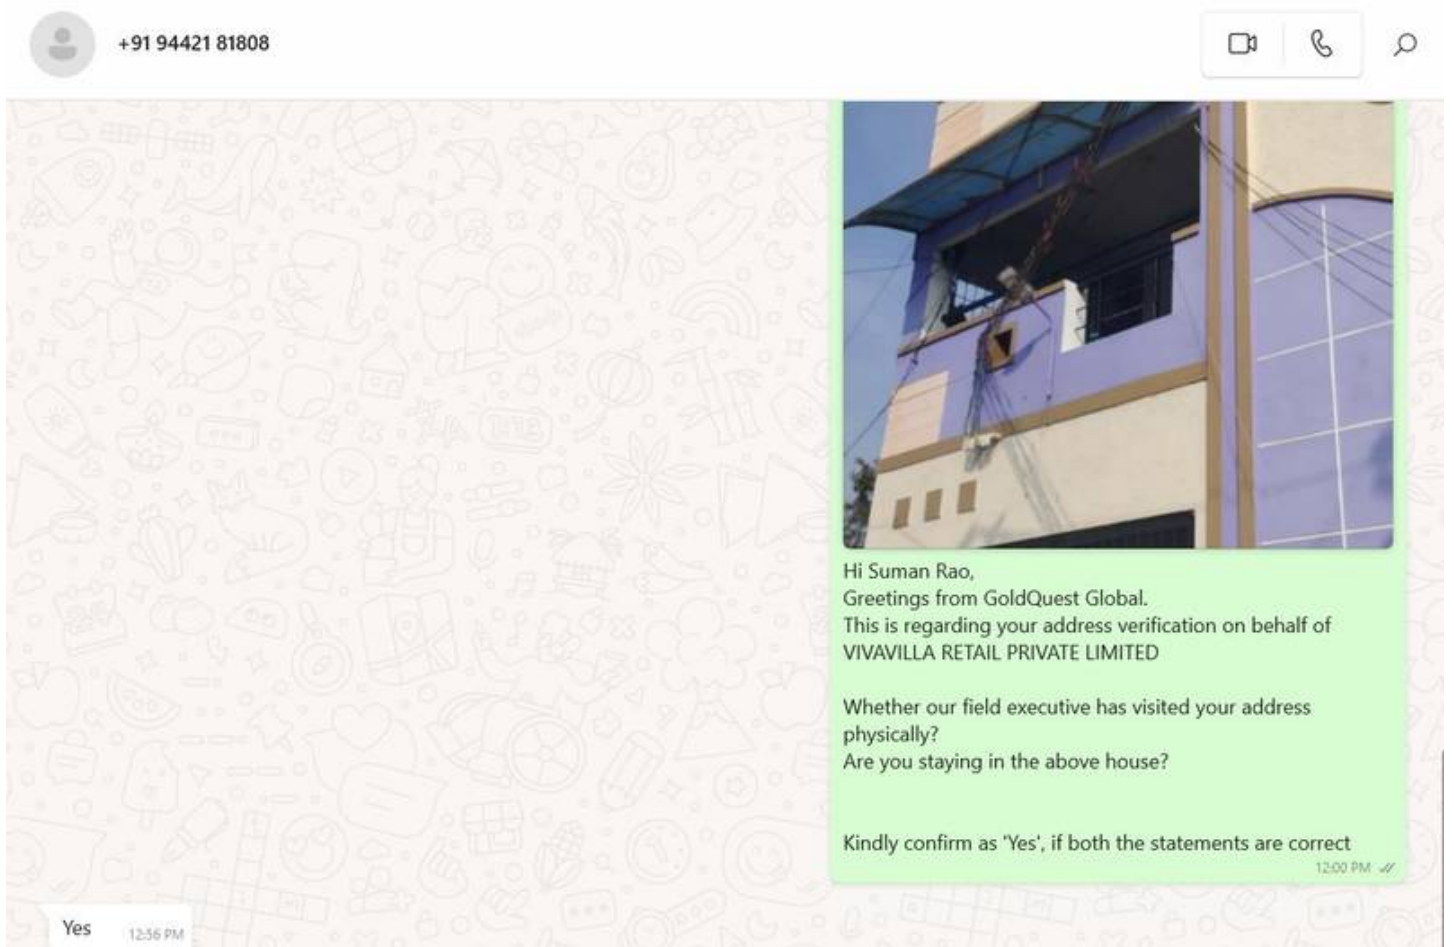 +91 94421 81808
Hi Suman Rao,
Greetings from GoldQuest Global.
This is regarding your address verification on behalf of
VIVAVILLA RETAIL PRIVATE LIMITED
Whether our field executive has visited your address
physically?
Are you staying in the above house?
Kindly confirm as 'Yes', if both the statements are correct
12:00 PM
Yes
12:56 PM